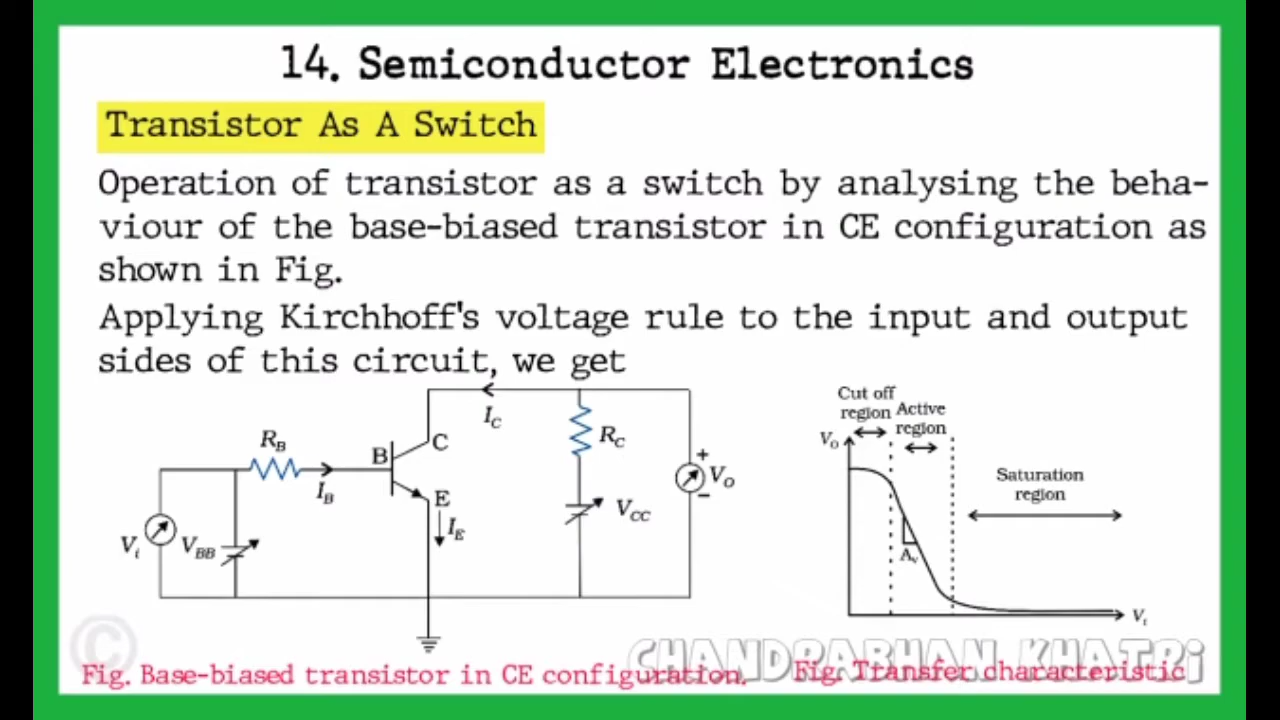 14. Semiconductor Electronics
Transistor As A Switch
Operation of transistor as a switch by analysing the beha-
viour of the base-biased transistor in CE configuration as
shown in Fig.
Applying Kirchhoff's voltage rule to the input and output
sides of this circuit, we get
I_C
R_B
B
C
R_C
+
V_O
−
I_B
E
I_E
V_CC
V_i
V_BB
Cut off
region
Active
region
V_O
Saturation
region
A_v
V_i
©
CHANDRABHAN KHATRI
Fig. Base-biased transistor in CE configuration.
Fig. Transfer characteristic